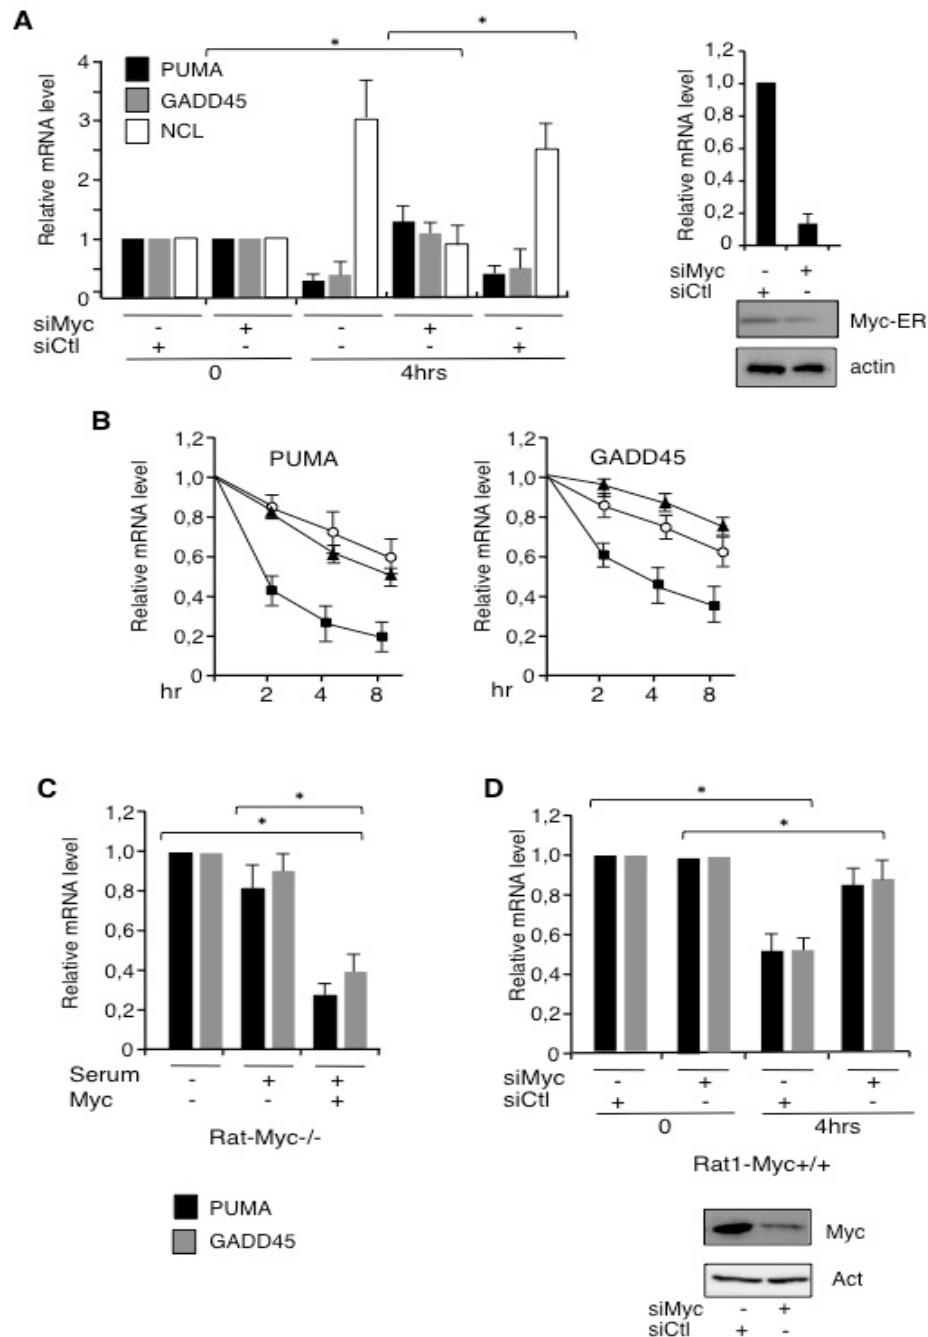 A
Relative mRNA level
4
3
2
1
0
PUMA
GADD45
NCL
*
*
siMyc - + - + -
siCtl + - - - +
0 4hrs
Relative mRNA level
1,2
1,0
0,8
0,6
0,4
0,2
0
siMyc - +
siCtl + -
Myc-ER
actin
B
Relative mRNA level
1,2
1,0
0,8
0,6
0,4
0,2
0
PUMA
hr 2 4 8
Relative mRNA level
1,2
1,0
0,8
0,6
0,4
0,2
0
GADD45
hr 2 4 8
C
Relative mRNA level
1,2
1,0
0,8
0,6
0,4
0,2
0
*
*
Serum - + +
Myc - - +
Rat-Myc-/-
PUMA
GADD45
D
Relative mRNA level
1,2
1,0
0,8
0,6
0,4
0,2
0
*
*
siMyc - + - +
siCtl + - + -
0 4hrs
Rat1-Myc+/+
Myc
Act
siMyc - +
siCtl + -